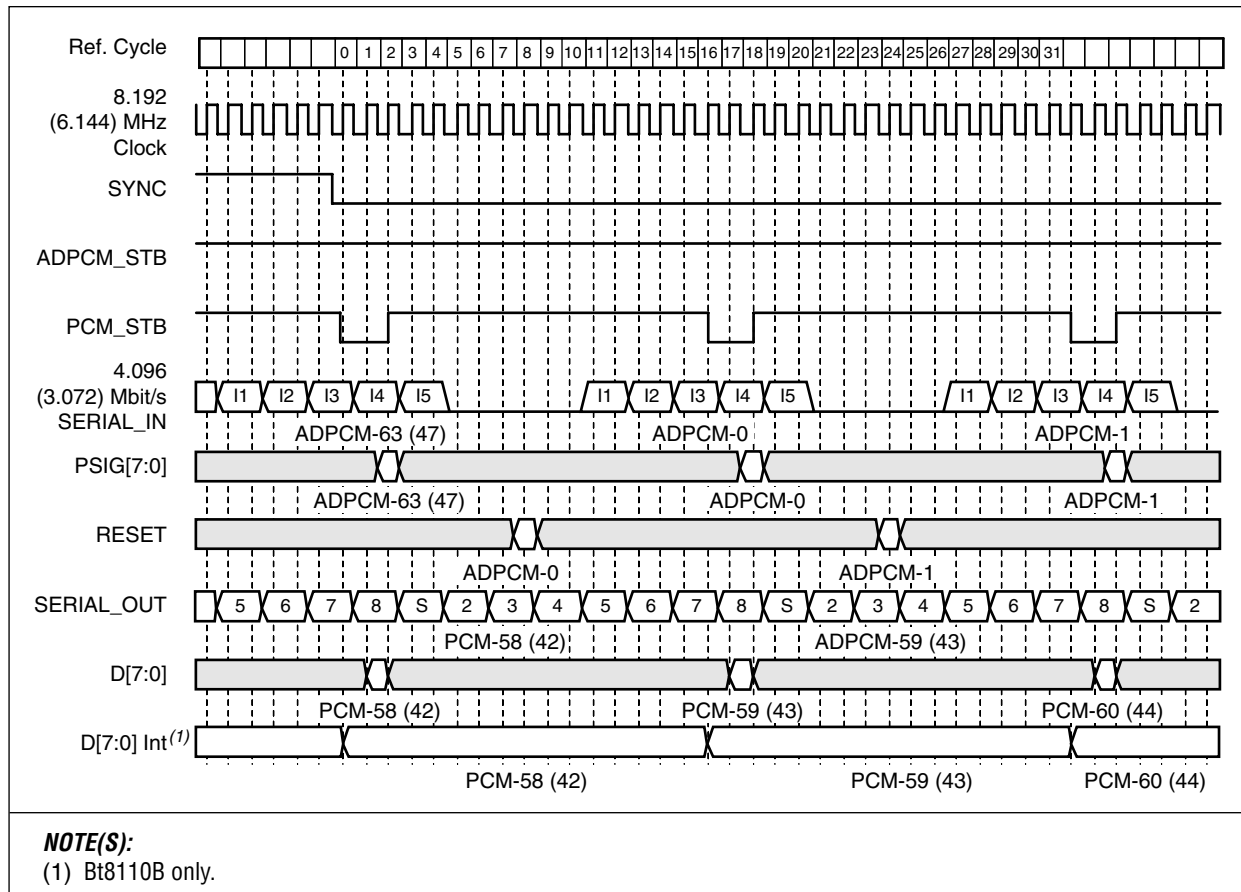 Ref. Cycle 0 1 2 3 4 5 6 7 8 9 10 11 12 13 14 15 16 17 18 19 20 21 22 23 24 25 26 27 28 29 30 31
8.192
(6.144) MHz
Clock
SYNC
ADPCM_STB
PCM_STB
4.096
(3.072) Mbit/s
SERIAL_IN
I1 I2 I3 I4 I5 I1 I2 I3 I4 I5 I1 I2 I3 I4 I5
ADPCM-63 (47) ADPCM-0 ADPCM-1
PSIG[7:0]
ADPCM-63 (47) ADPCM-0 ADPCM-1
RESET
ADPCM-0 ADPCM-1
SERIAL_OUT 5 6 7 8 S 2 3 4 5 6 7 8 S 2 3 4 5 6 7 8 S 2
PCM-58 (42) ADPCM-59 (43)
D[7:0]
PCM-58 (42) PCM-59 (43) PCM-60 (44)
D[7:0] Int(1)
PCM-58 (42) PCM-59 (43) PCM-60 (44)
NOTE(S):
(1) Bt8110B only.